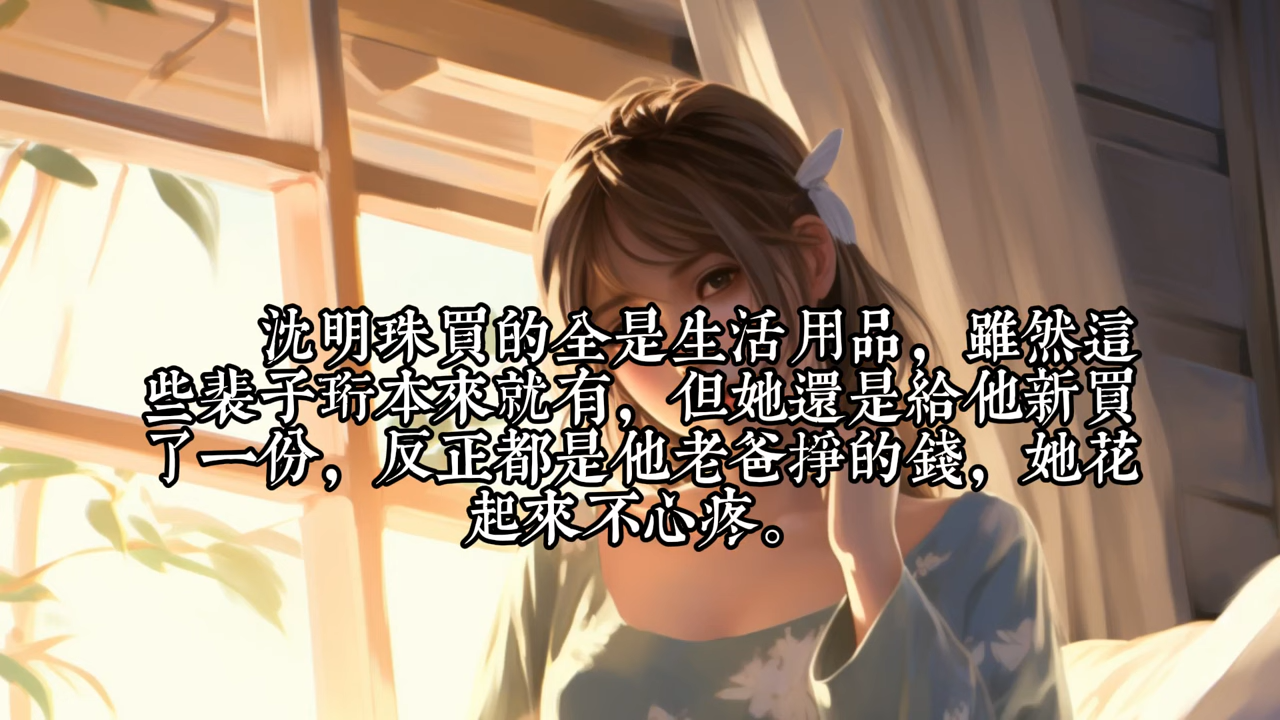 沈明珠買的全是生活用品，雖然這
些裴子珩本來就有，但她還是給他新買
了一份，反正都是他老爸掙的錢，她花
起來不心疼。